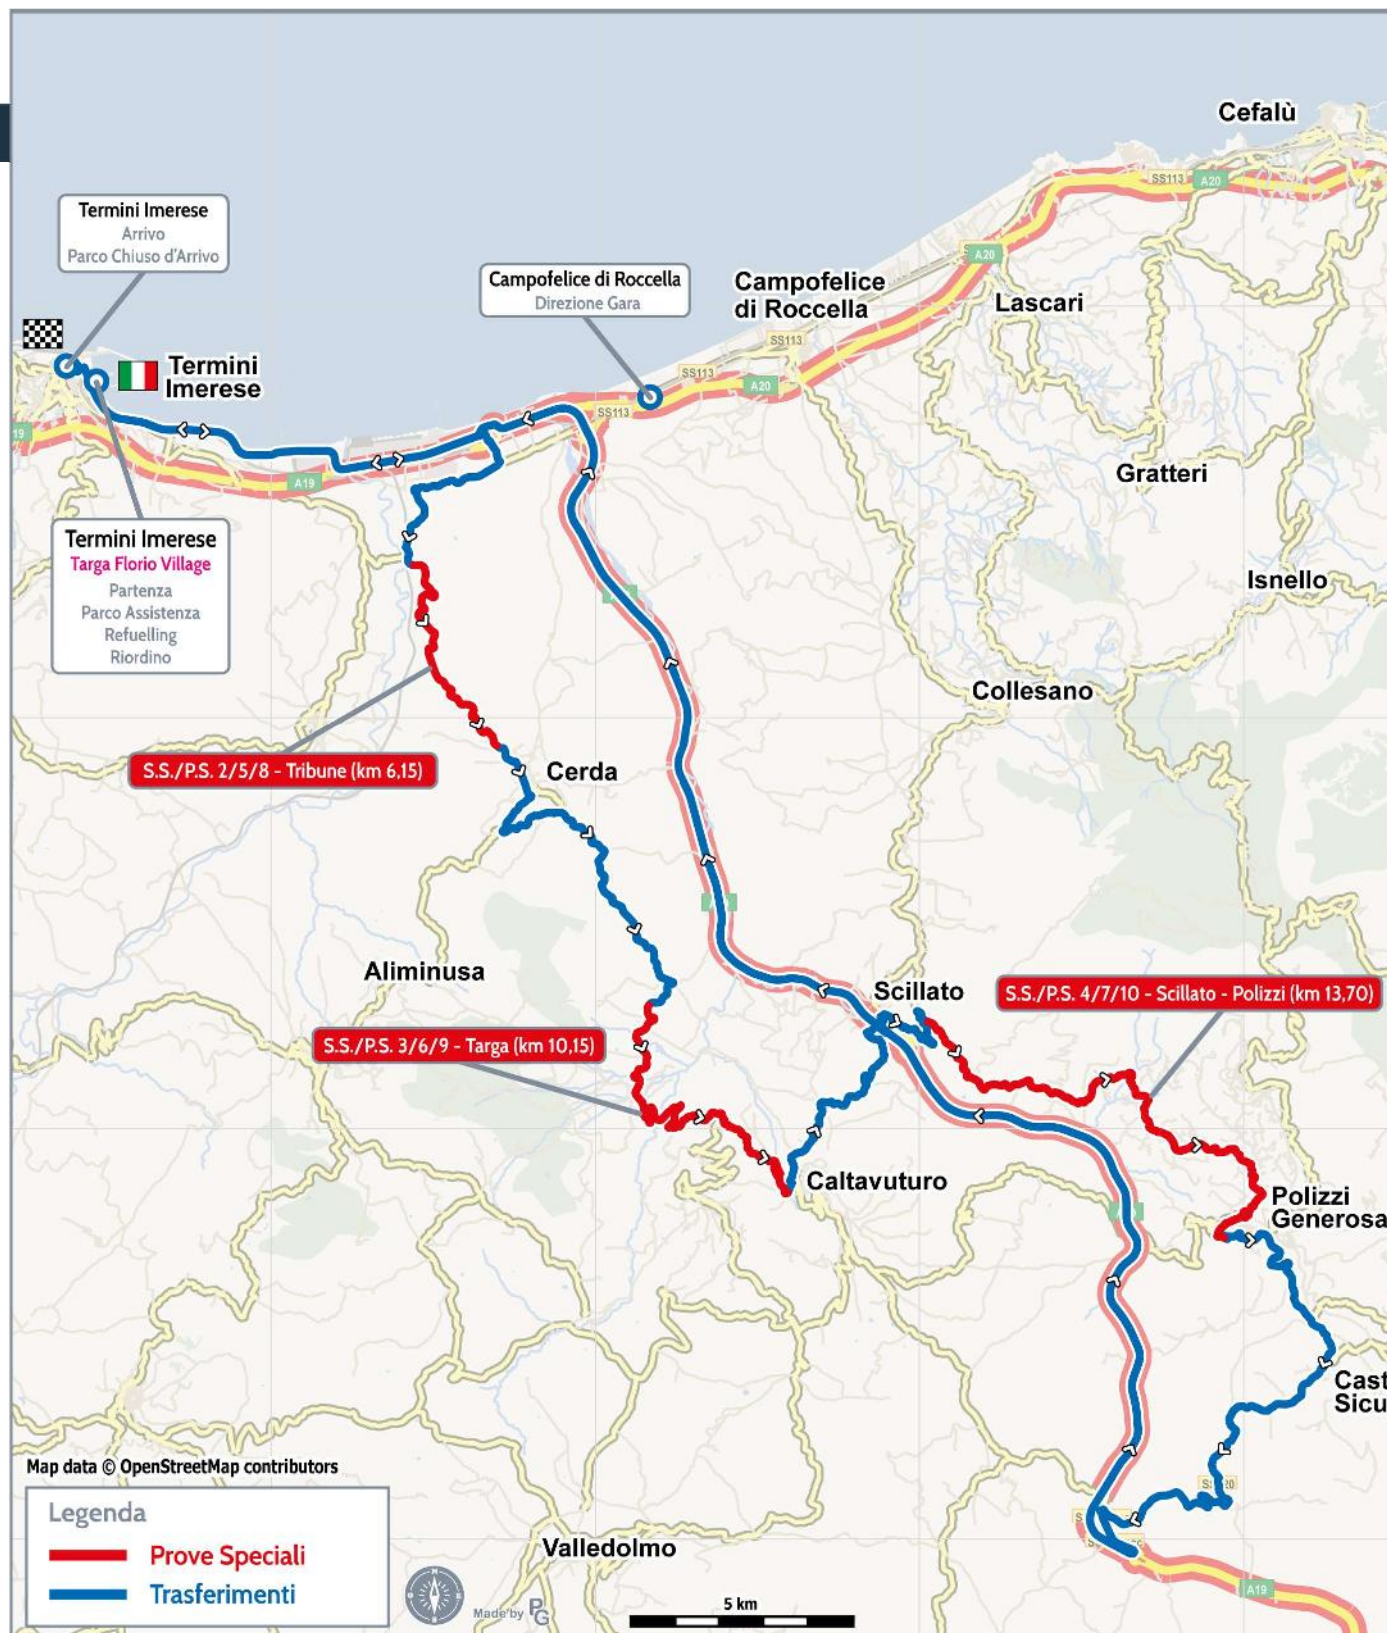 Cefalù
SS113
A20
Termini Imerese
Arrivo
Parco Chiuso d'Arrivo
A20
Campofelice di Roccella
Direzione Gara
Campofelice
di Roccella
Lascari
SS113
Termini
Imerese
SS113
A20
SS113
19
A19
Gratteri
Termini Imerese
Targa Florio Village
Partenza
Parco Assistenza
Refuelling
Riordino
Isnello
Collesano
S.S./P.S. 2/5/8 - Tribune (km 6,15)
Cerda
Aliminusa
Scillato
S.S./P.S. 4/7/10 - Scillato - Polizzi (km 13,70)
S.S./P.S. 3/6/9 - Targa (km 10,15)
Caltavuturo
Polizzi
Generosa
Cast
Sicu
Map data © OpenStreetMap contributors
Legenda
Prove Speciali
Trasferimenti
Valledolmo
Made by PG
5 km
A19